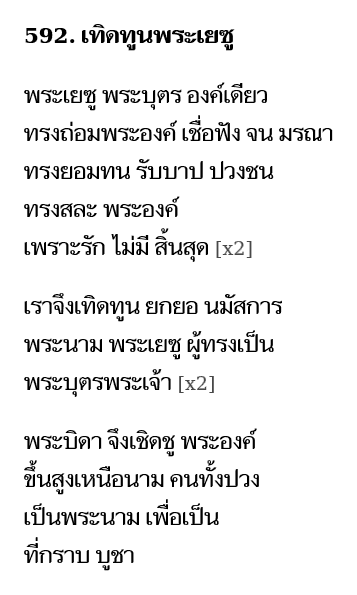 592. เทิดทูนพระเยซู
พระเยซู พระบุตร องค์เดียว
ทรงถ่อมพระองค์ เชื่อฟัง จน มรณา
ทรงยอมทน รับบาป ปวงชน
ทรงสละ พระองค์
เพราะรัก ไม่มี สิ้นสุด [x2]
เราจึงเทิดทูน ยกยอ นมัสการ
พระนาม พระเยซู ผู้ทรงเป็น
พระบุตรพระเจ้า [x2]
พระบิดา จึงเชิดชู พระองค์
ขึ้นสูงเหนือนาม คนทั้งปวง
เป็นพระนาม เพื่อเป็น
ที่กราบ บูชา